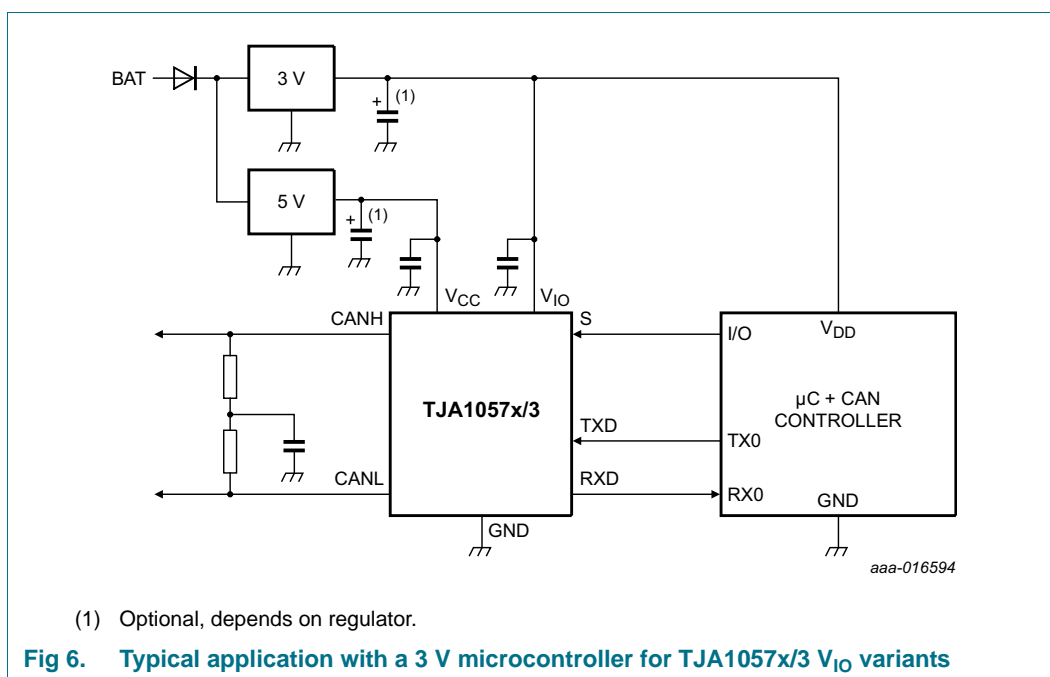 BAT
3 V
+ (1)
5 V
+ (1)
VCC
VIO
CANH
S
I/O
VDD
TJA1057x/3
µC + CAN
CONTROLLER
TXD
TX0
CANL
RXD
RX0
GND
GND
aaa-016594
(1) Optional, depends on regulator.
Fig 6. Typical application with a 3 V microcontroller for TJA1057x/3 VIO variants